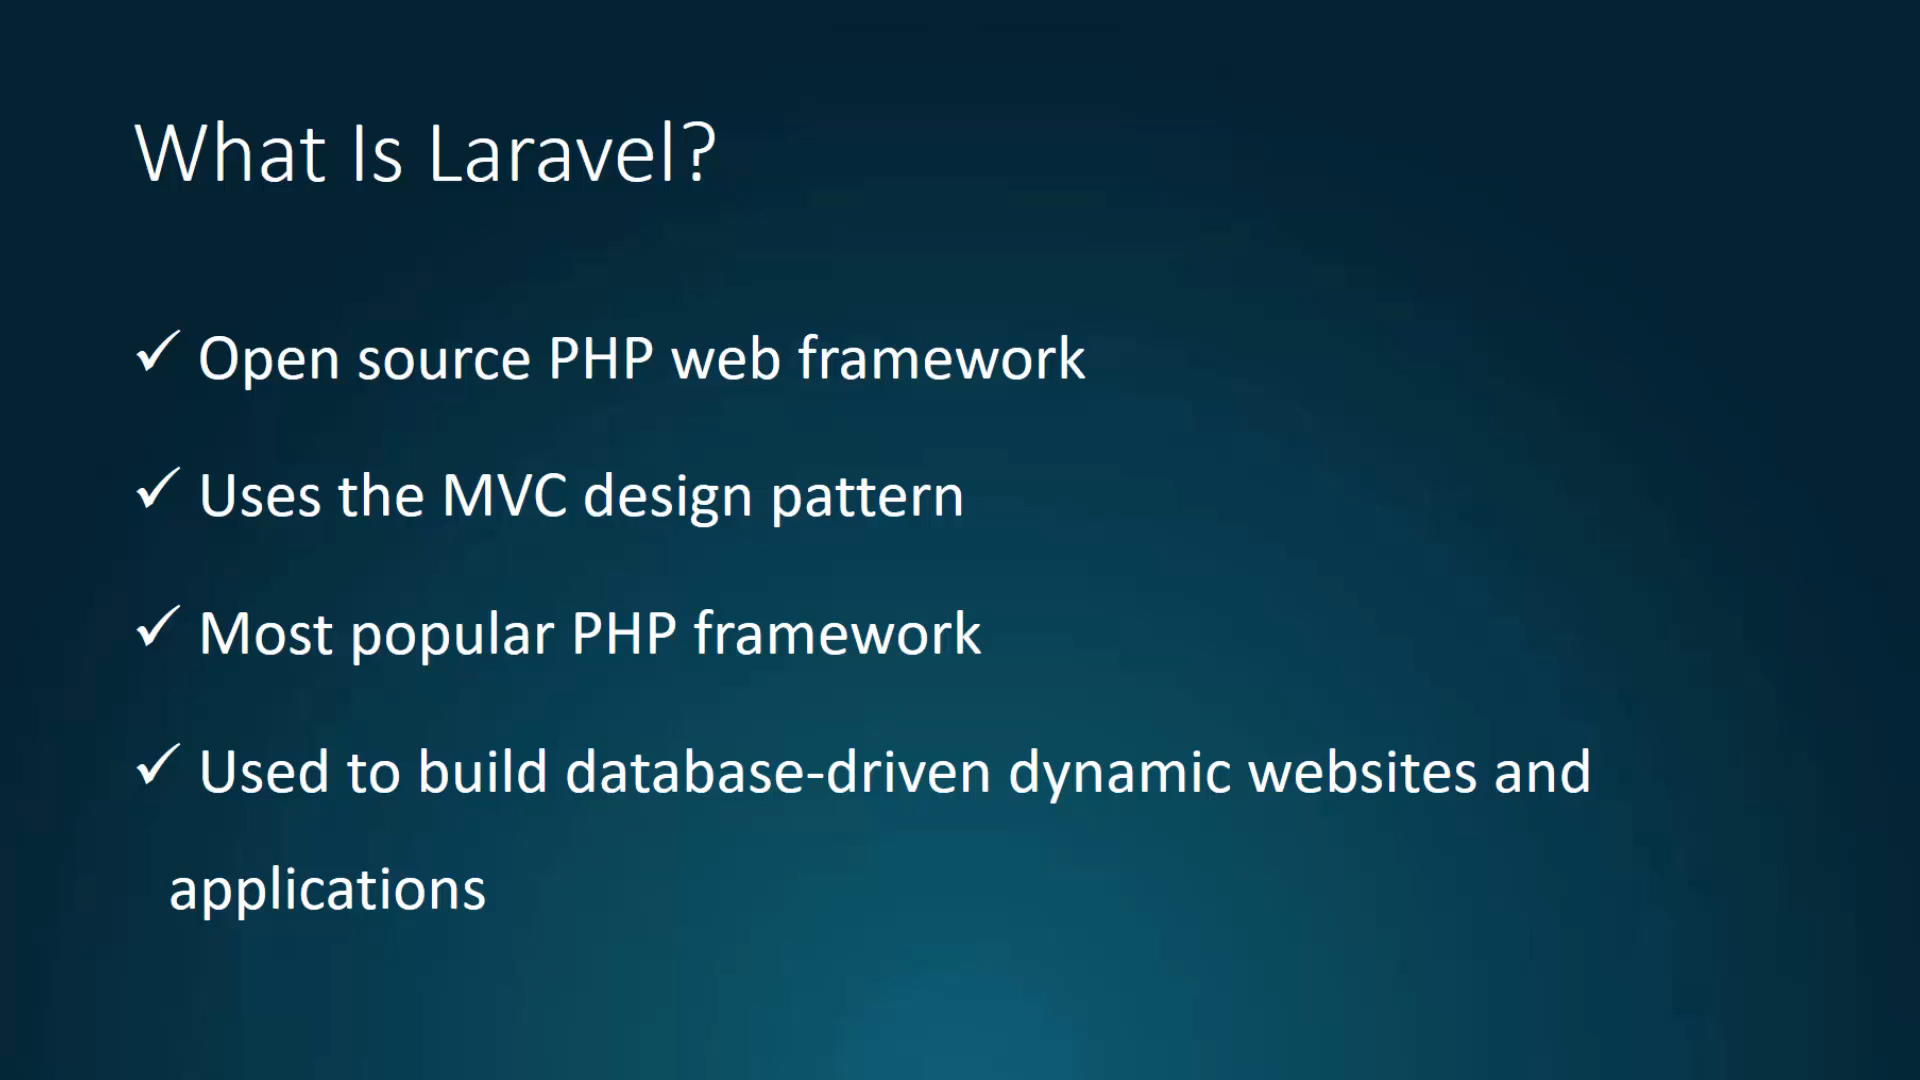 What Is Laravel?
✓ Open source PHP web framework
✓ Uses the MVC design pattern
✓ Most popular PHP framework
✓ Used to build database-driven dynamic websites and
applications